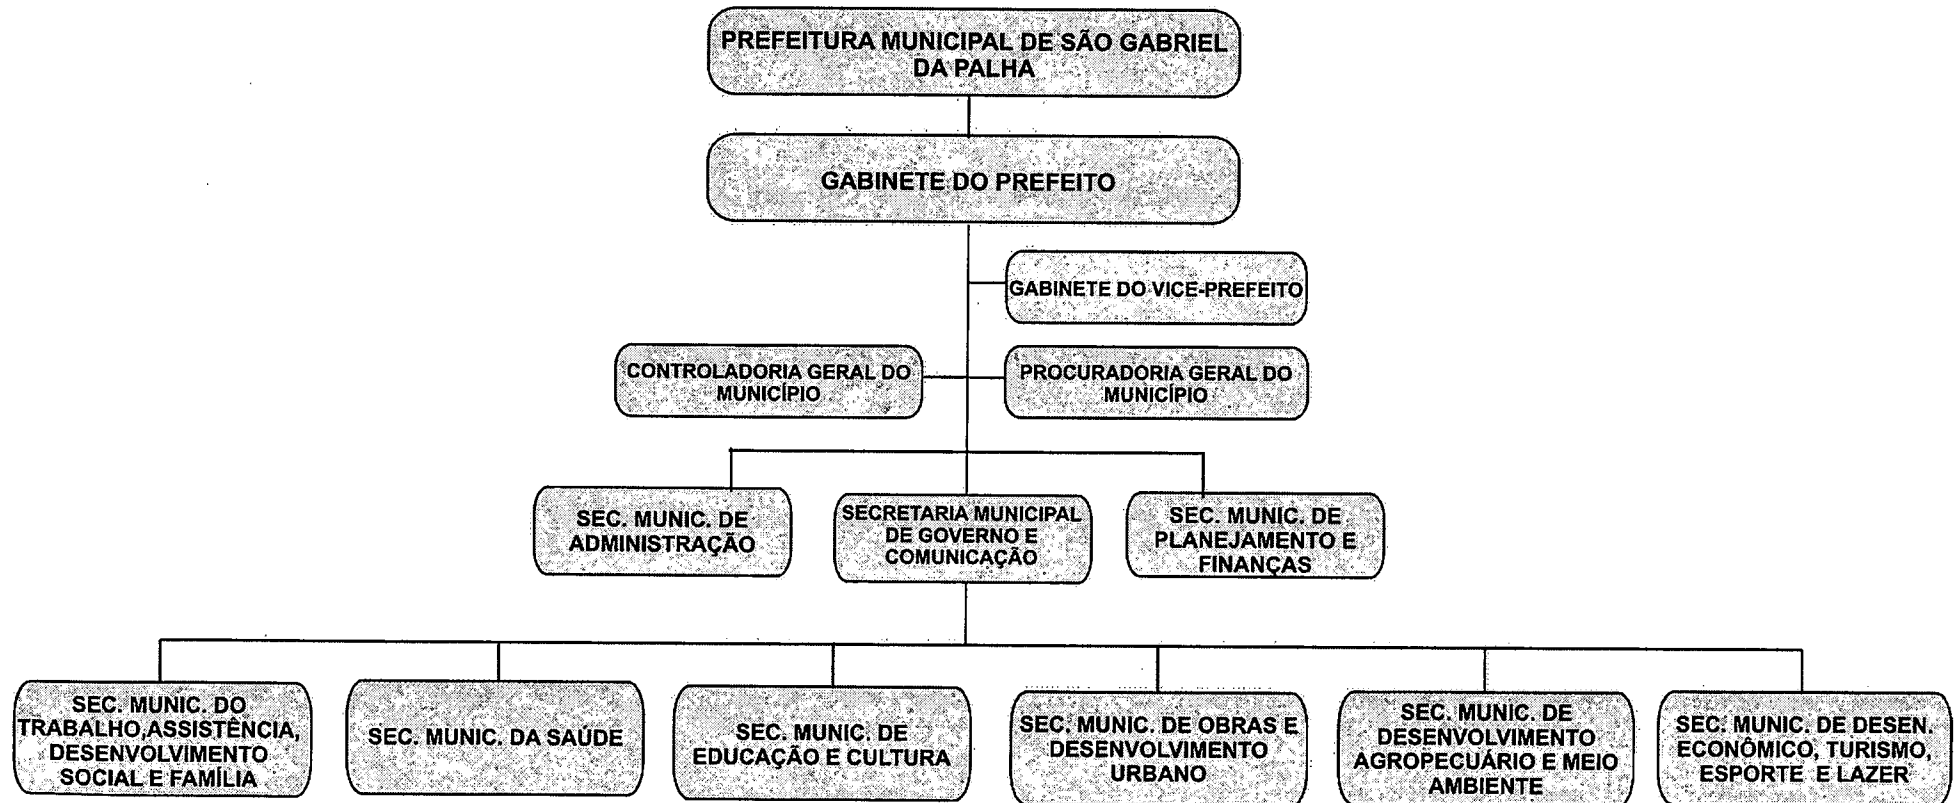 PREFEITURA MUNICIPAL DE SÃO GABRIEL
DA PALHA
GABINETE DO PREFEITO
GABINETE DO VICE-PREFEITO
CONTROLADORIA GERAL DO
MUNICÍPIO
PROCURADORIA GERAL DO
MUNICÍPIO
SEC. MUNIC. DE
ADMINISTRAÇÃO
SECRETARIA MUNICIPAL
DE GOVERNO E
COMUNICAÇÃO
SEC. MUNIC. DE
PLANEJAMENTO E
FINANÇAS
SEC. MUNIC. DO
TRABALHO,ASSISTÊNCIA,
DESENVOLVIMENTO
SOCIAL E FAMÍLIA
SEC. MUNIC. DA SAÚDE
SEC. MUNIC. DE
EDUCAÇÃO E CULTURA
SEC. MUNIC. DE OBRAS E
DESENVOLVIMENTO
URBANO
SEC. MUNIC. DE
DESENVOLVIMENTO
AGROPECUÁRIO E MEIO
AMBIENTE
SEC. MUNIC. DE DESEN.
ECONÔMICO, TURISMO,
ESPORTE E LAZER